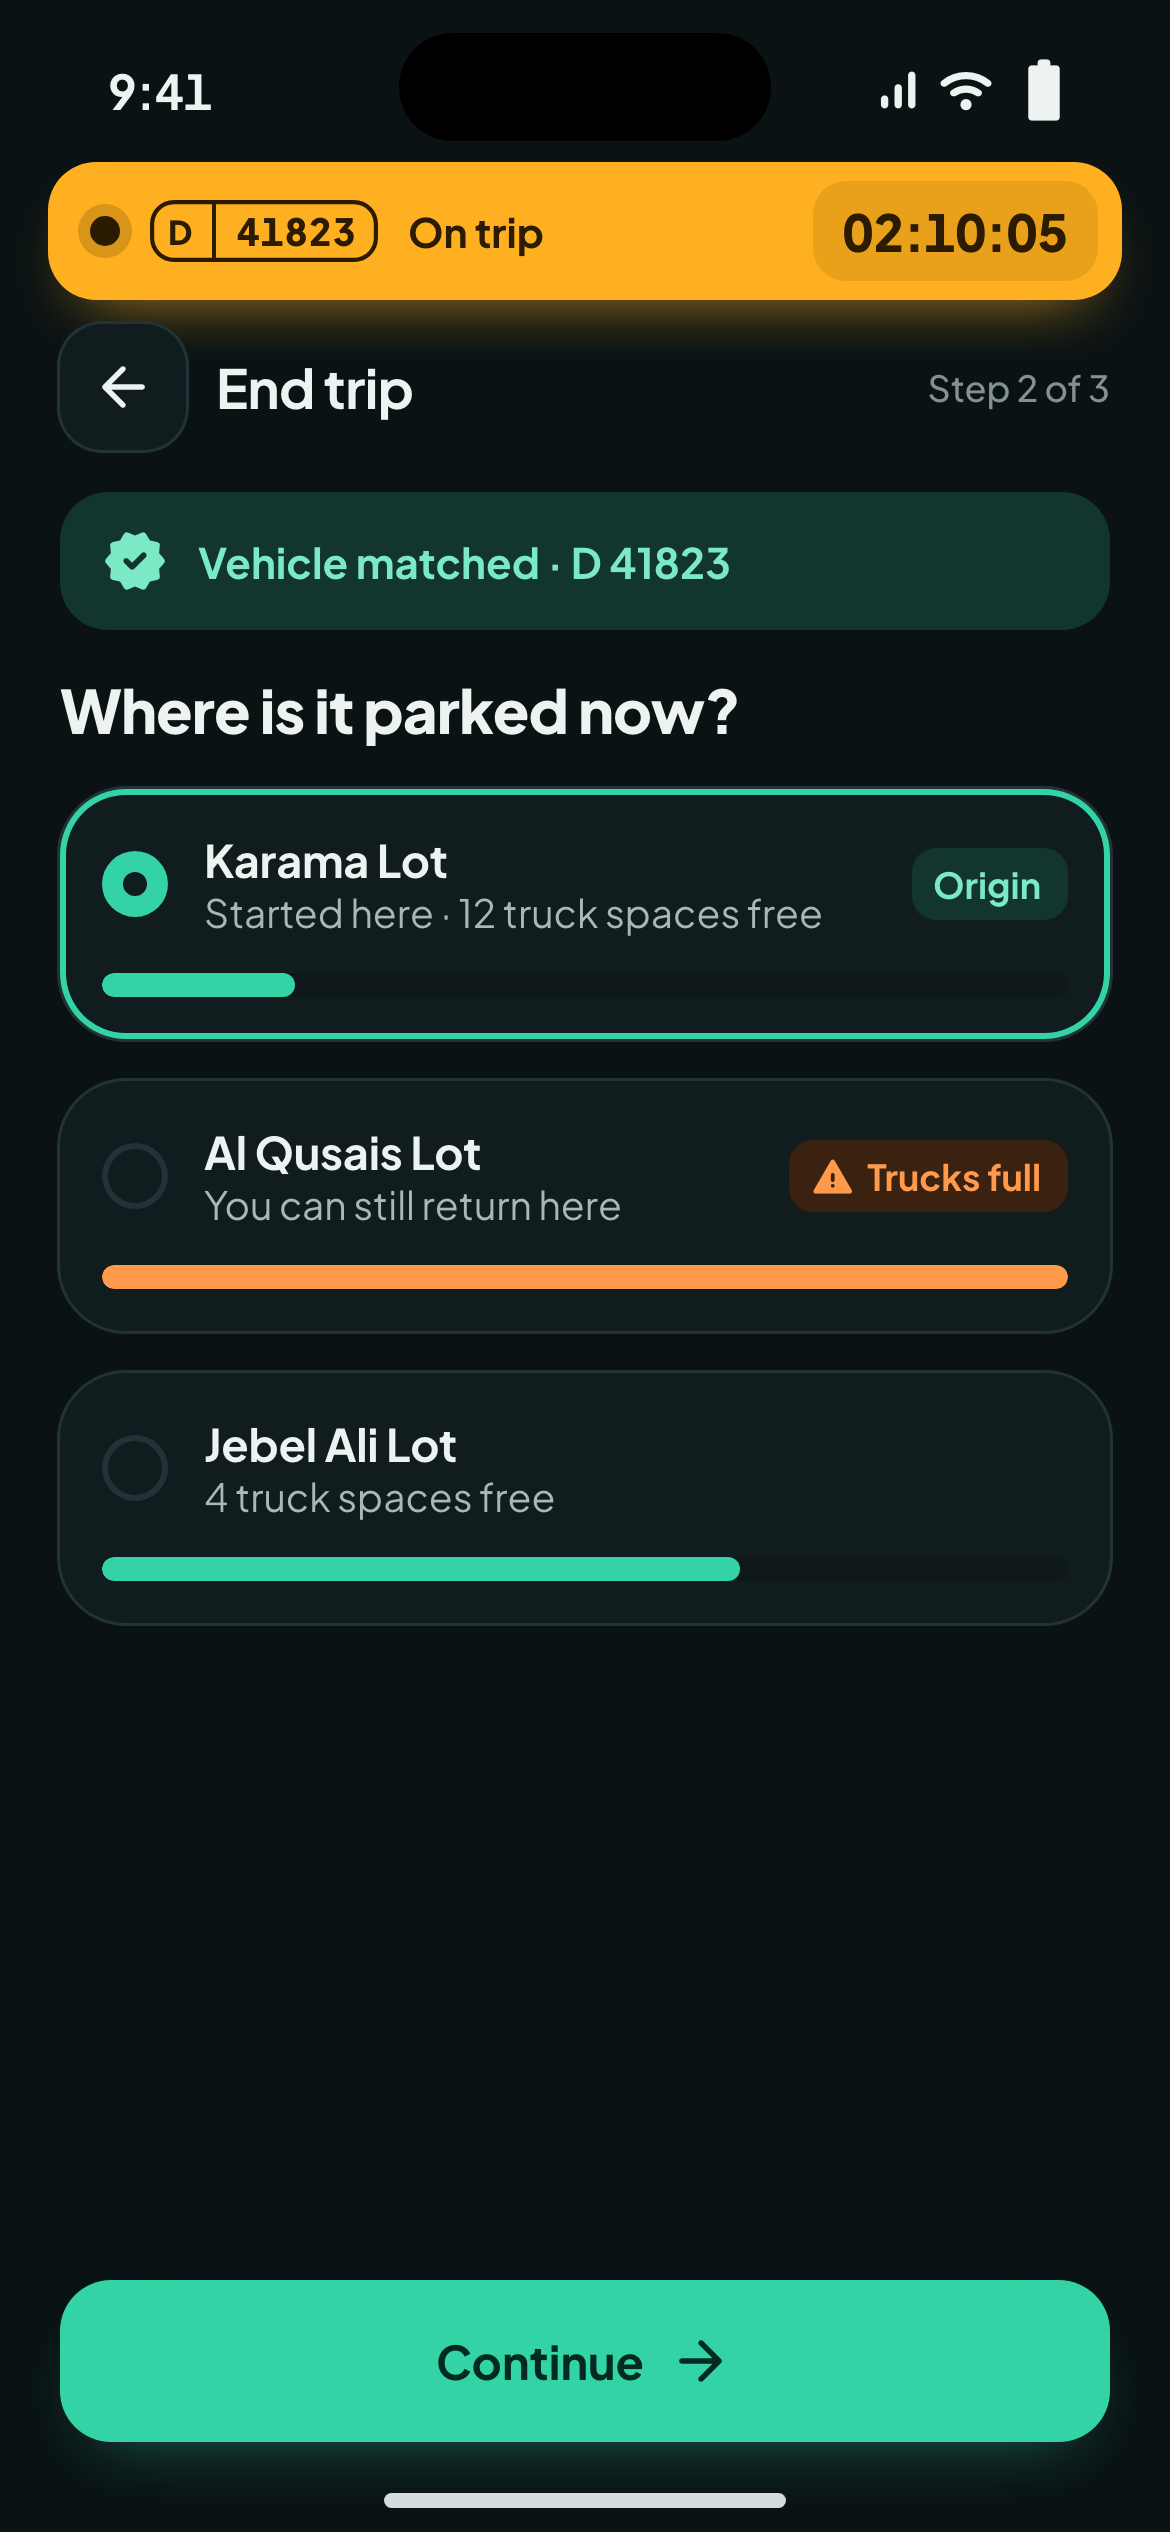 9:41
D 41823 On trip 02:10:05
End trip Step 2 of 3
Vehicle matched · D 41823
Where is it parked now?
Karama Lot
Started here · 12 truck spaces free
Origin
Al Qusais Lot
You can still return here
Trucks full
Jebel Ali Lot
4 truck spaces free
Continue